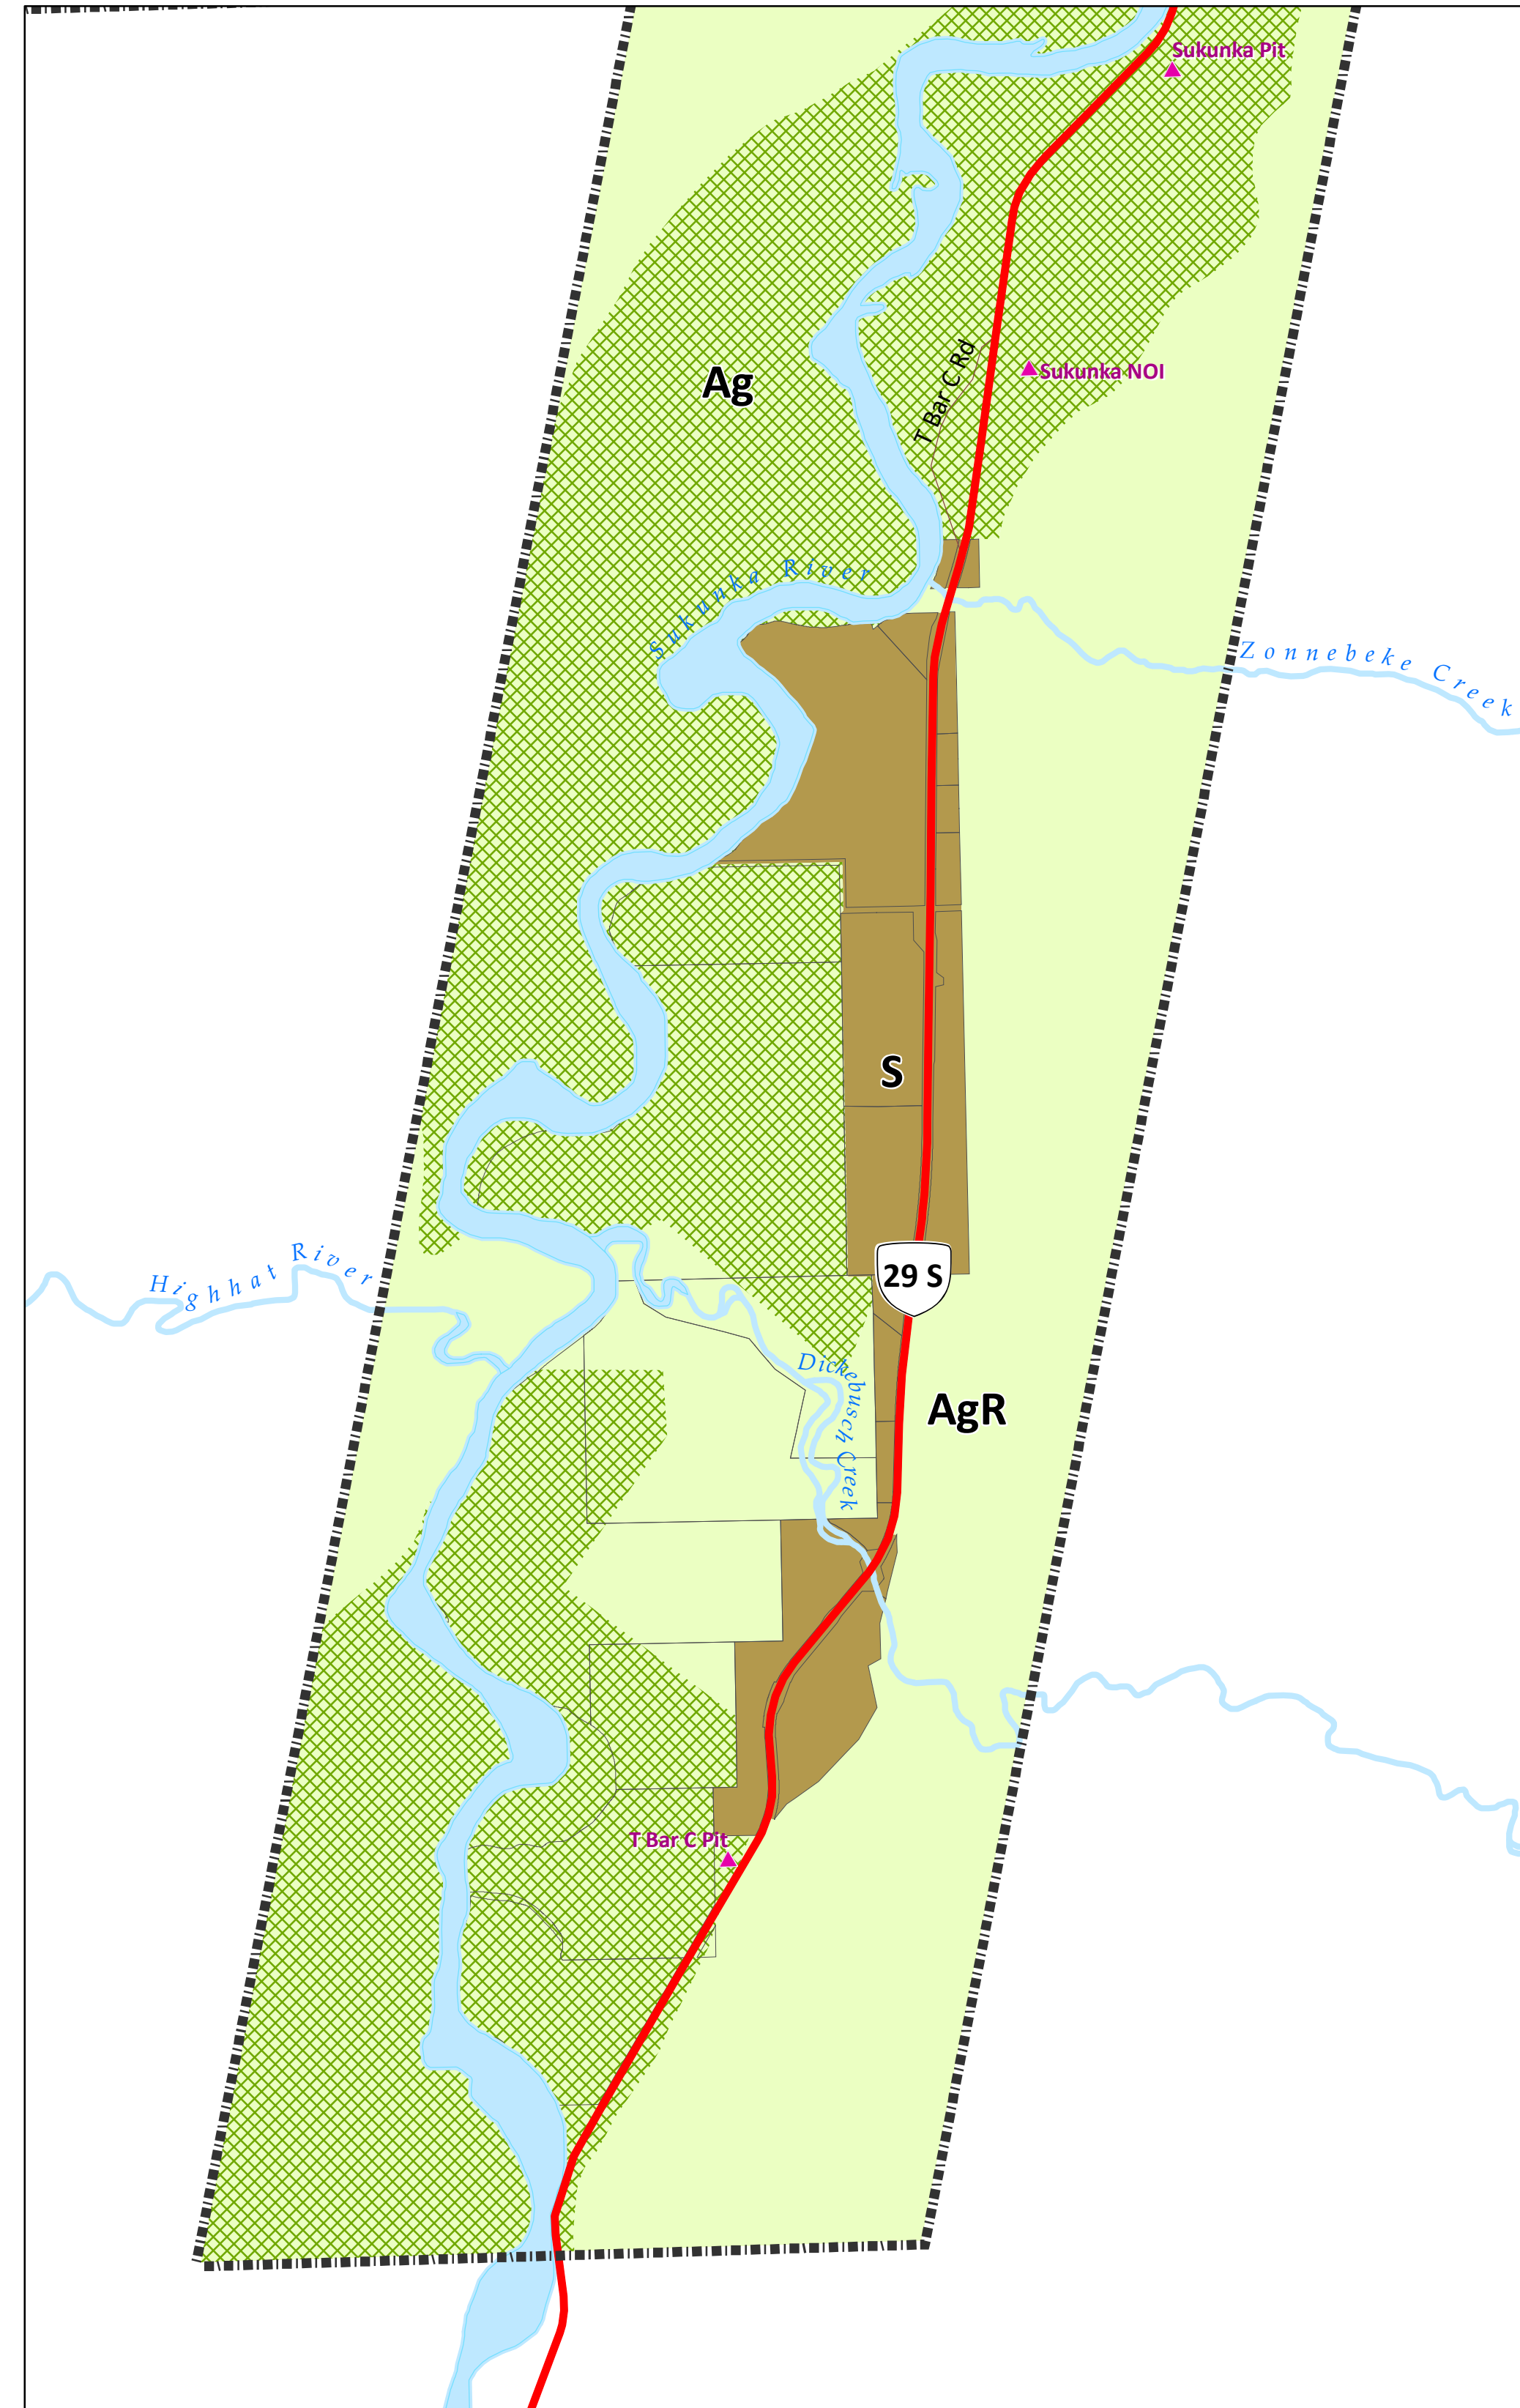 Sukunka Pit
Ag
T Bar C Rd
Sukunka NOI
Sukunka River
Zonnebeke Creek
S
Highhat River
29 S
Dickebusch Creek
AgR
T Bar C Pit